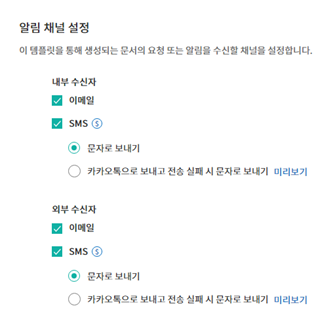 알림 채널 설정
이 템플릿을 통해 생성되는 문서의 요청 또는 알림을 수신할 채널을 설정합니다.
내부 수신자
이메일
SMS $
문자로 보내기
카카오톡으로 보내고 전송 실패 시 문자로 보내기 미리보기
외부 수신자
이메일
SMS $
문자로 보내기
카카오톡으로 보내고 전송 실패 시 문자로 보내기 미리보기